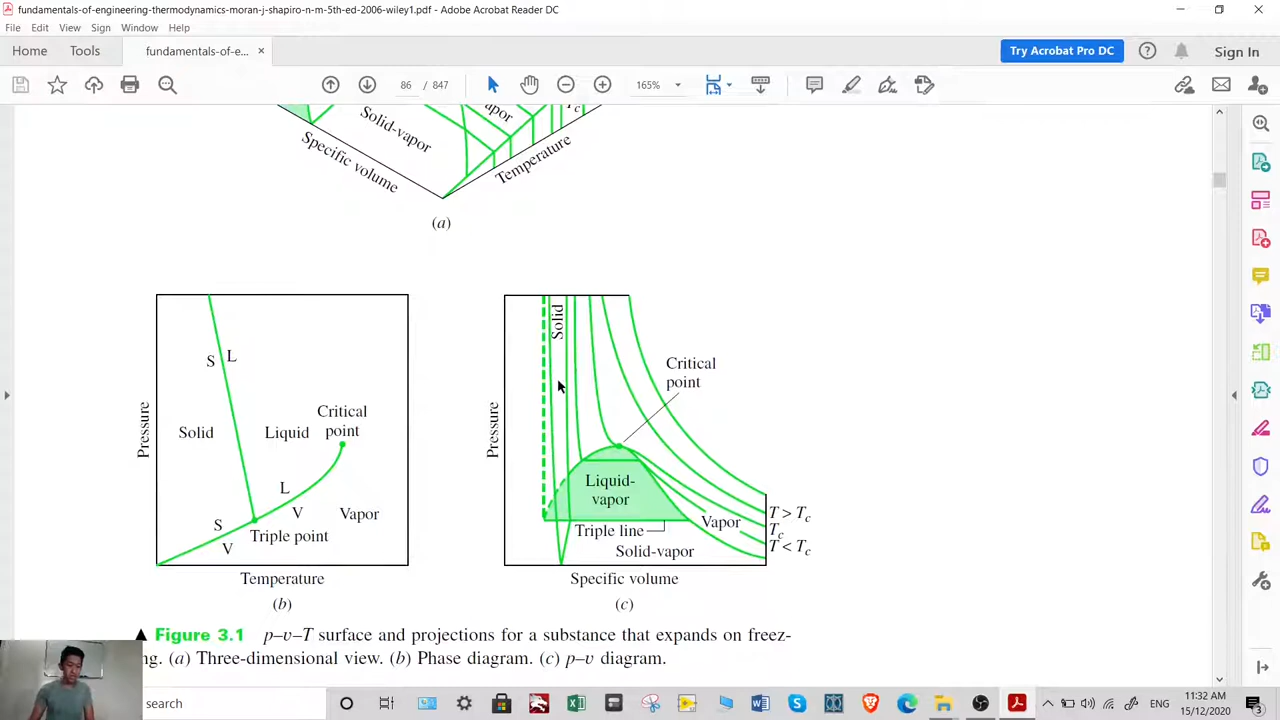 fundamentals-of-engineering-thermodynamics-moran-j-shapiro-n-m-5th-ed-2006-wiley1.pdf - Adobe Acrobat Reader DC
File Edit View Sign Window Help
Home Tools fundamentals-of-e... × Try Acrobat Pro DC Sign In
86 / 847 165%
Solid-vapor
por
Tc
Specific volume
Temperature
(a)
Pressure
S L
Solid
Liquid
Critical
point
L
V
S
V
Vapor
Triple point
Temperature
(b)
Pressure
Solid
Critical
point
Liquid-
vapor
Triple line
Solid-vapor
Vapor
T > Tc
Tc
T < Tc
Specific volume
(c)
▲ Figure 3.1 p–v–T surface and projections for a substance that expands on freez-
ng. (a) Three-dimensional view. (b) Phase diagram. (c) p–v diagram.
search
ENG
11:32 AM
15/12/2020
3